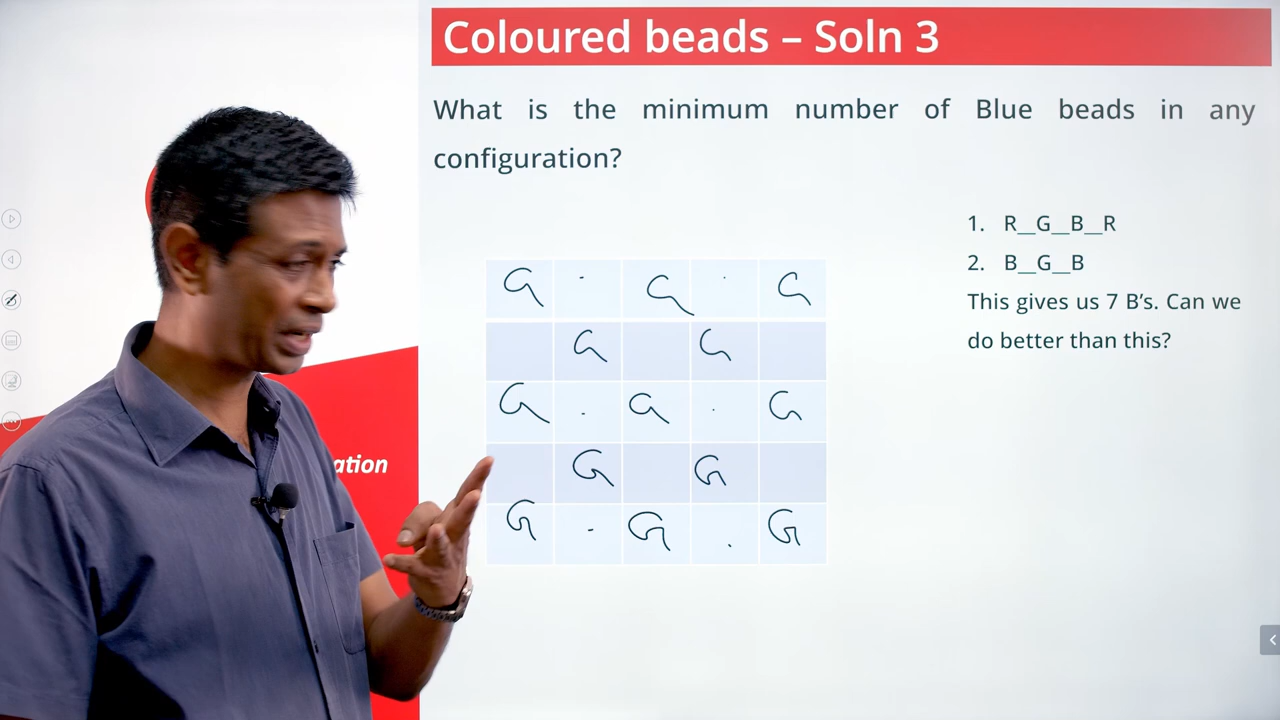 Coloured beads – Soln 3
What is the minimum number of Blue beads in any
configuration?
1. R__G__B__R
2. B__G__B
This gives us 7 B's. Can we
do better than this?
G . G . G
G G
G . G . G
ation
G G
G . G . G